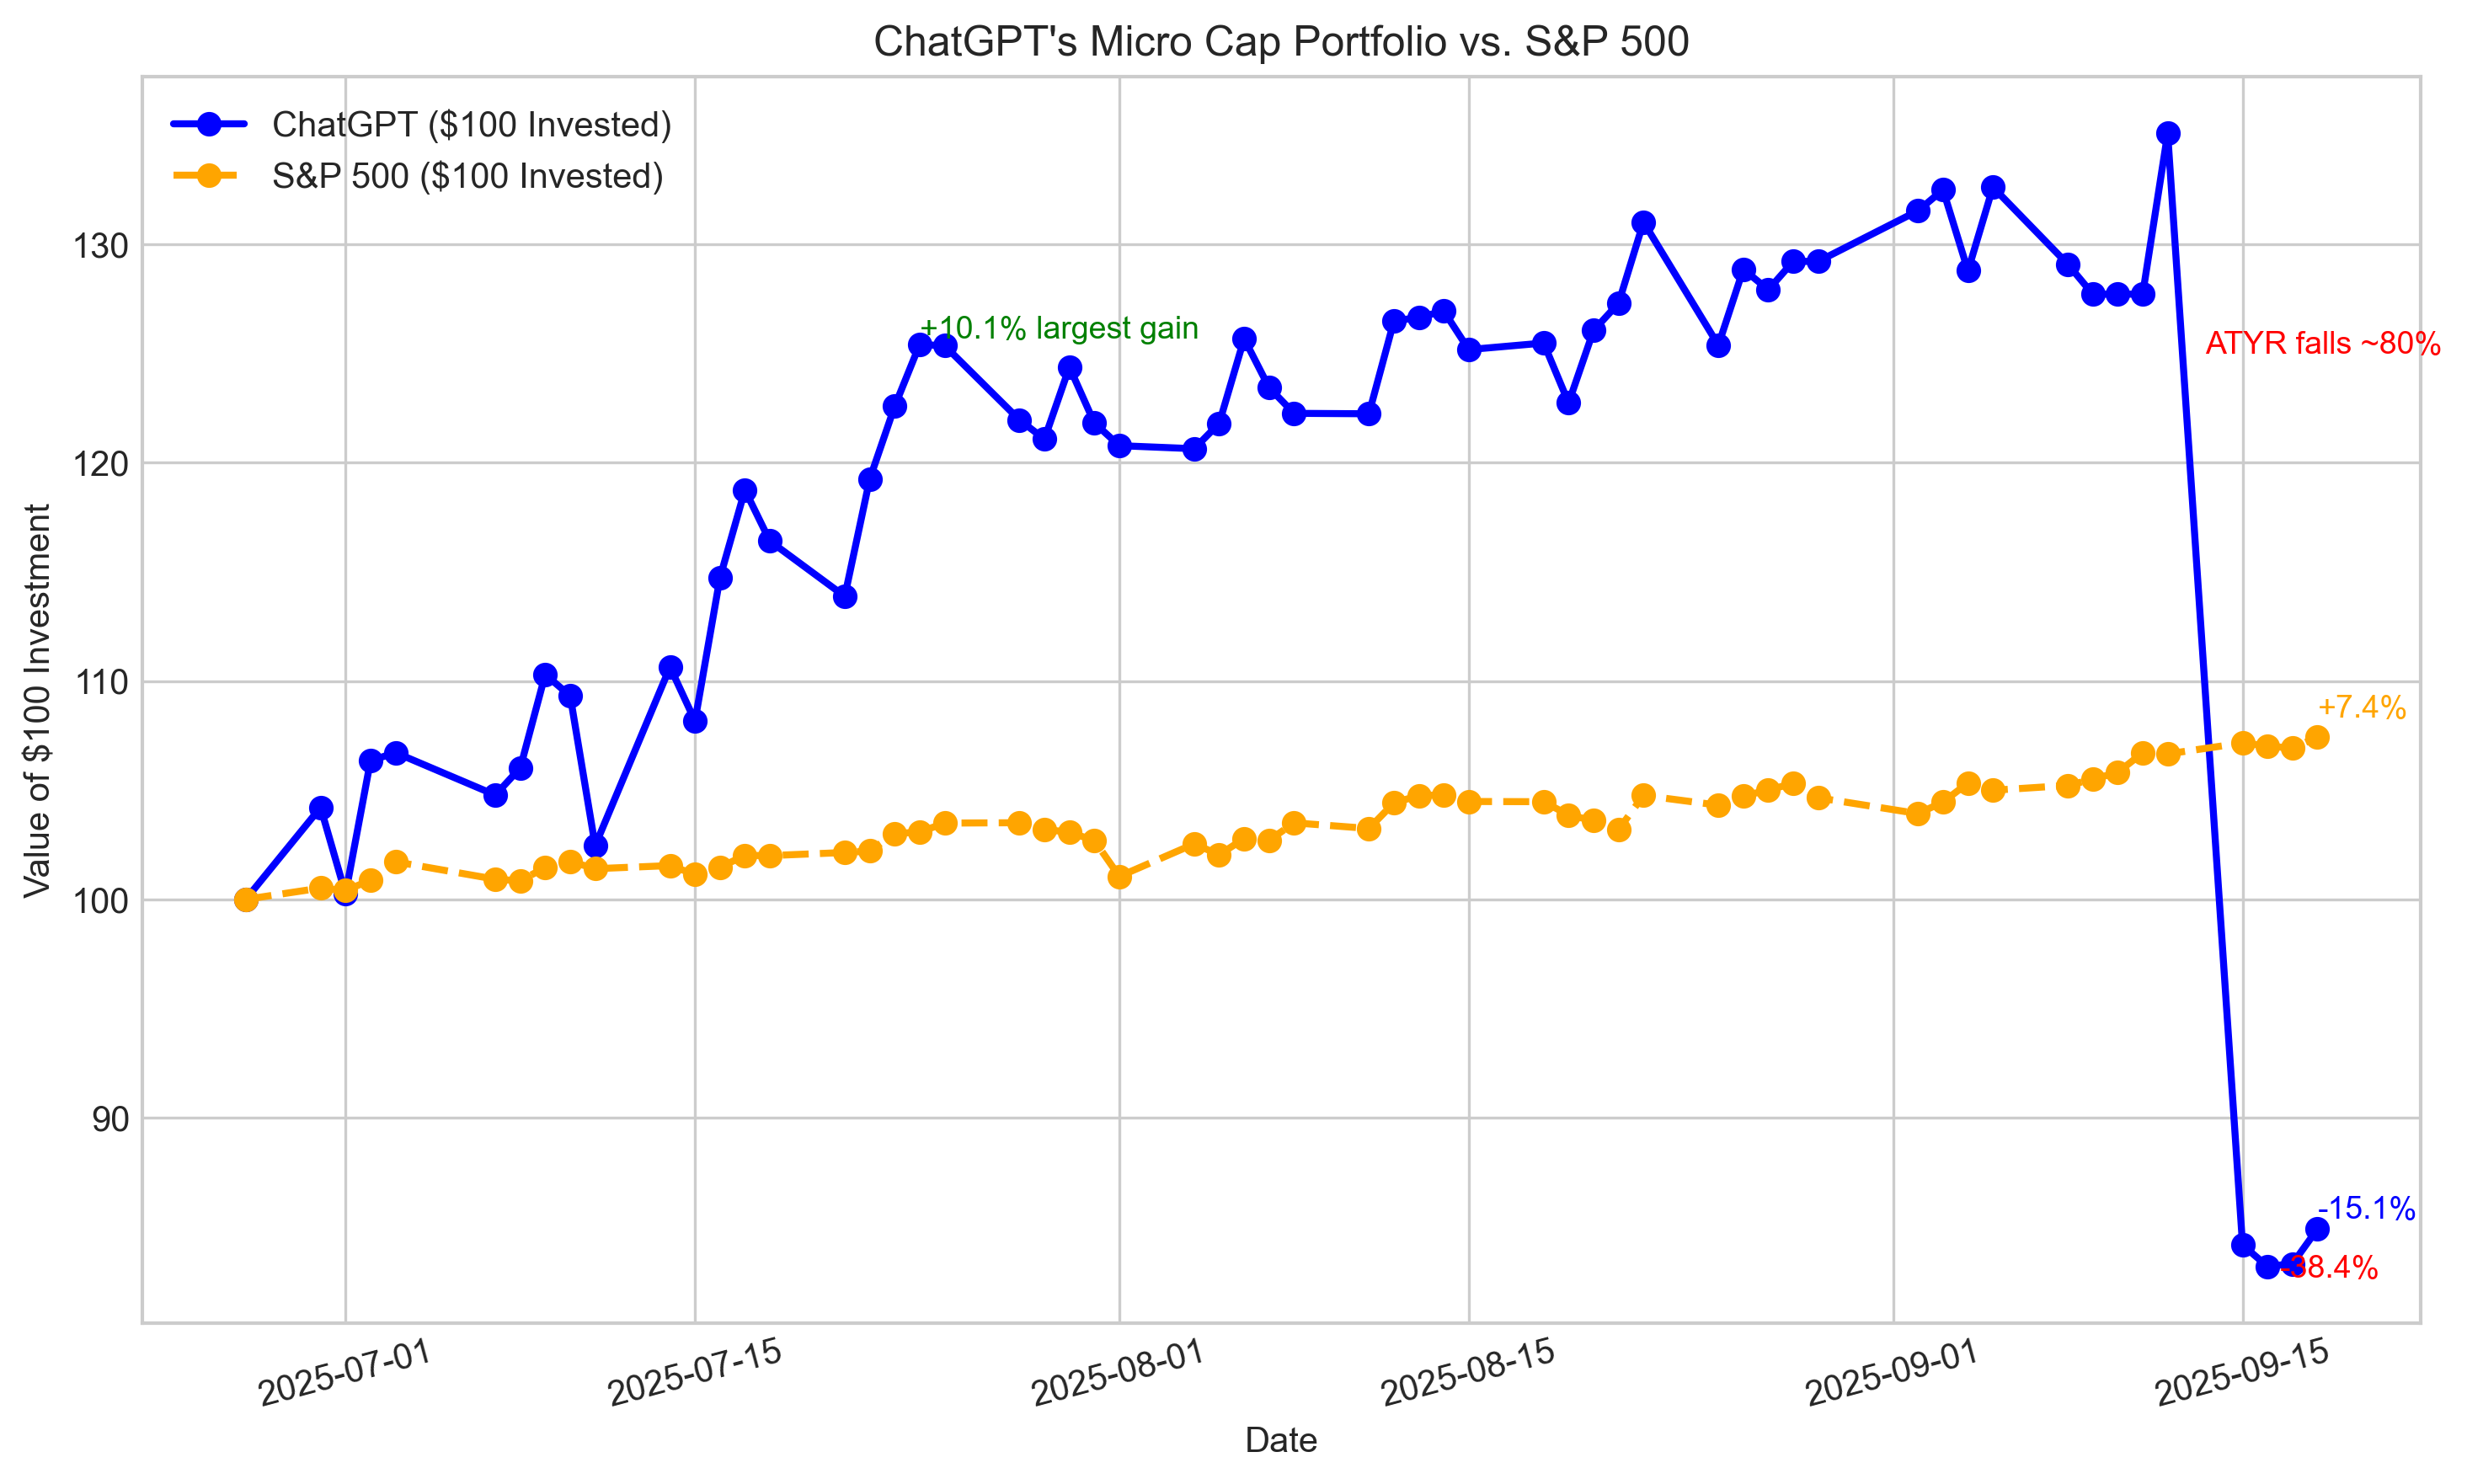 ChatGPT's Micro Cap Portfolio vs. S&P 500
ChatGPT ($100 Invested)
S&P 500 ($100 Invested)
Value of $100 Investment
130
120
110
100
90
+10.1% largest gain
ATYR falls ~80%
+7.4%
-15.1%
-38.4%
2025-07-01
2025-07-15
2025-08-01
2025-08-15
2025-09-01
2025-09-15
Date